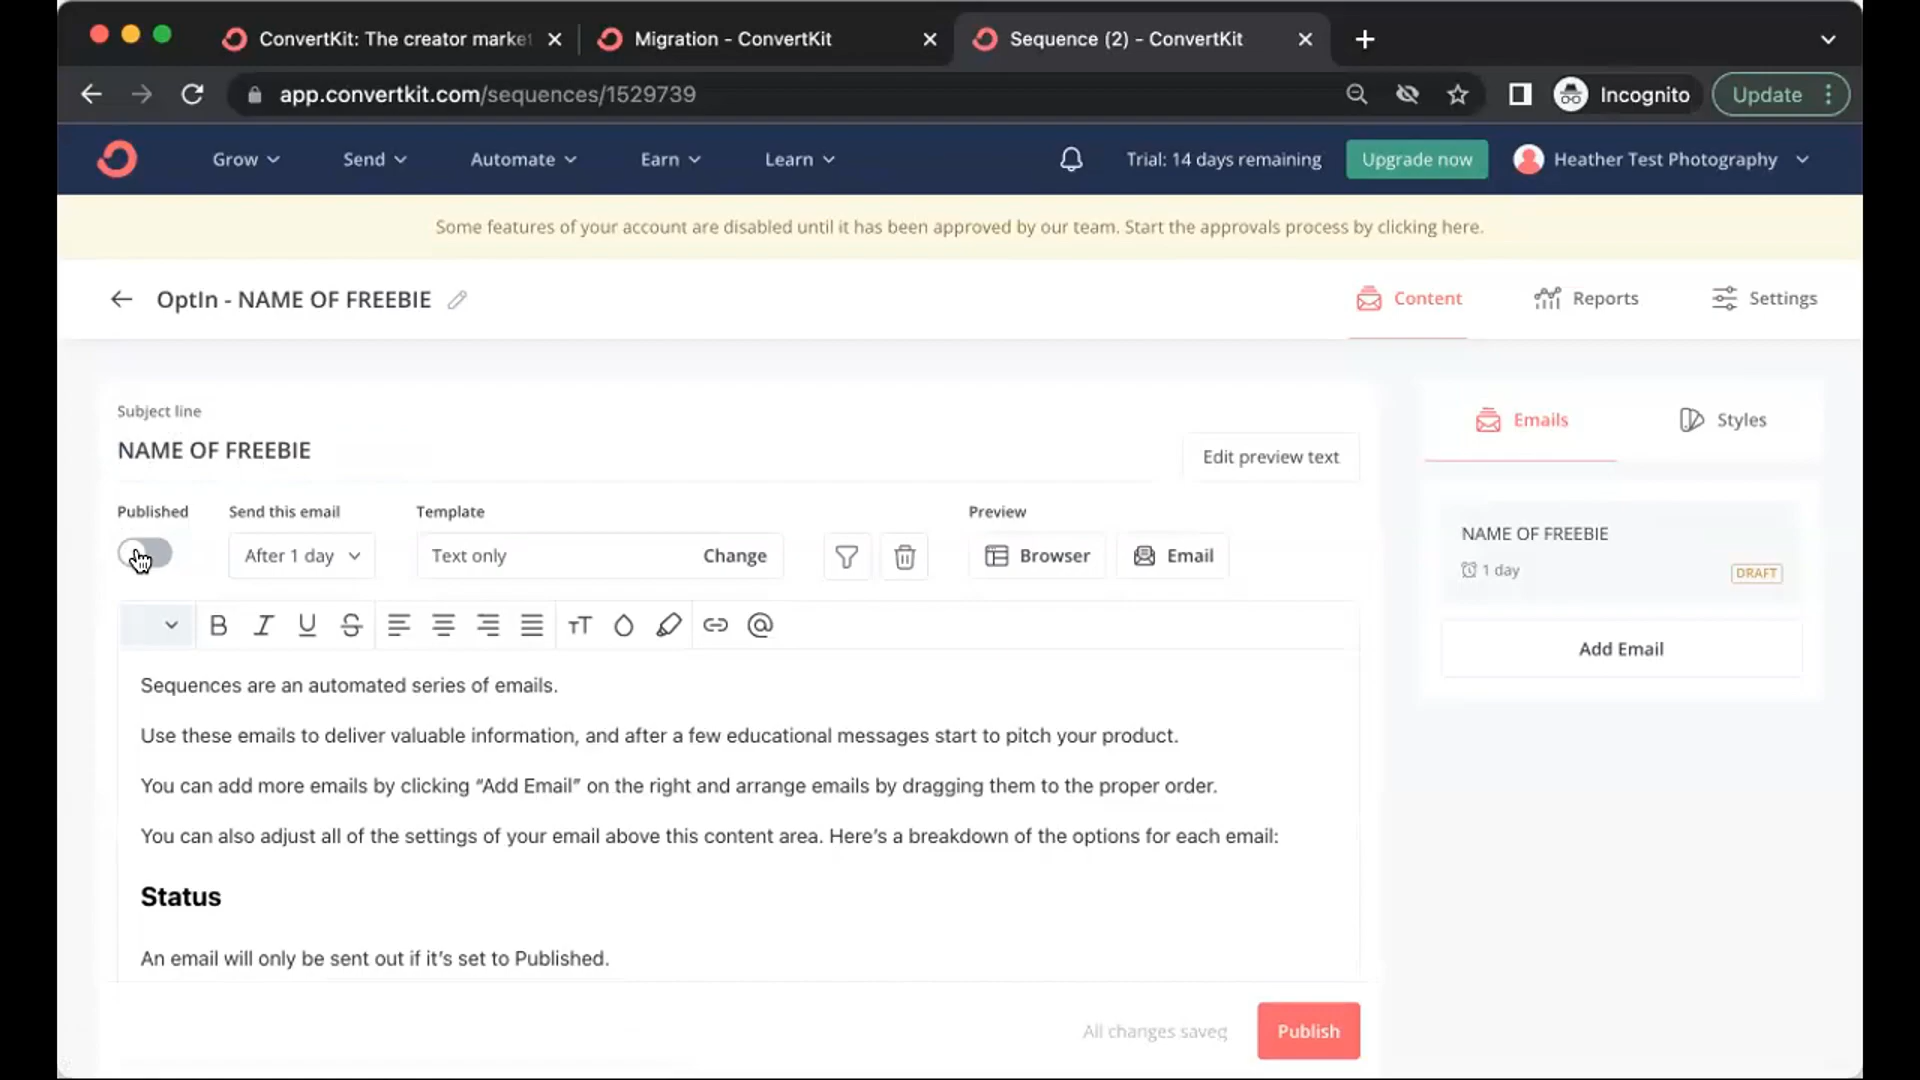 ConvertKit: The creator market
Migration - ConvertKit
Sequence (2) - ConvertKit
app.convertkit.com/sequences/1529739
Incognito
Update
Grow
Send
Automate
Earn
Learn
Trial: 14 days remaining
Upgrade now
Heather Test Photography
Some features of your account are disabled until it has been approved by our team. Start the approvals process by clicking here.
OptIn - NAME OF FREEBIE
Content
Reports
Settings
Subject line
NAME OF FREEBIE
Edit preview text
Emails
Styles
Published
Send this email
Template
Preview
After 1 day
Text only
Change
Browser
Email
NAME OF FREEBIE
1 day
DRAFT
Add Email
Sequences are an automated series of emails.
Use these emails to deliver valuable information, and after a few educational messages start to pitch your product.
You can add more emails by clicking “Add Email” on the right and arrange emails by dragging them to the proper order.
You can also adjust all of the settings of your email above this content area. Here’s a breakdown of the options for each email:
Status
An email will only be sent out if it’s set to Published.
All changes saved
Publish